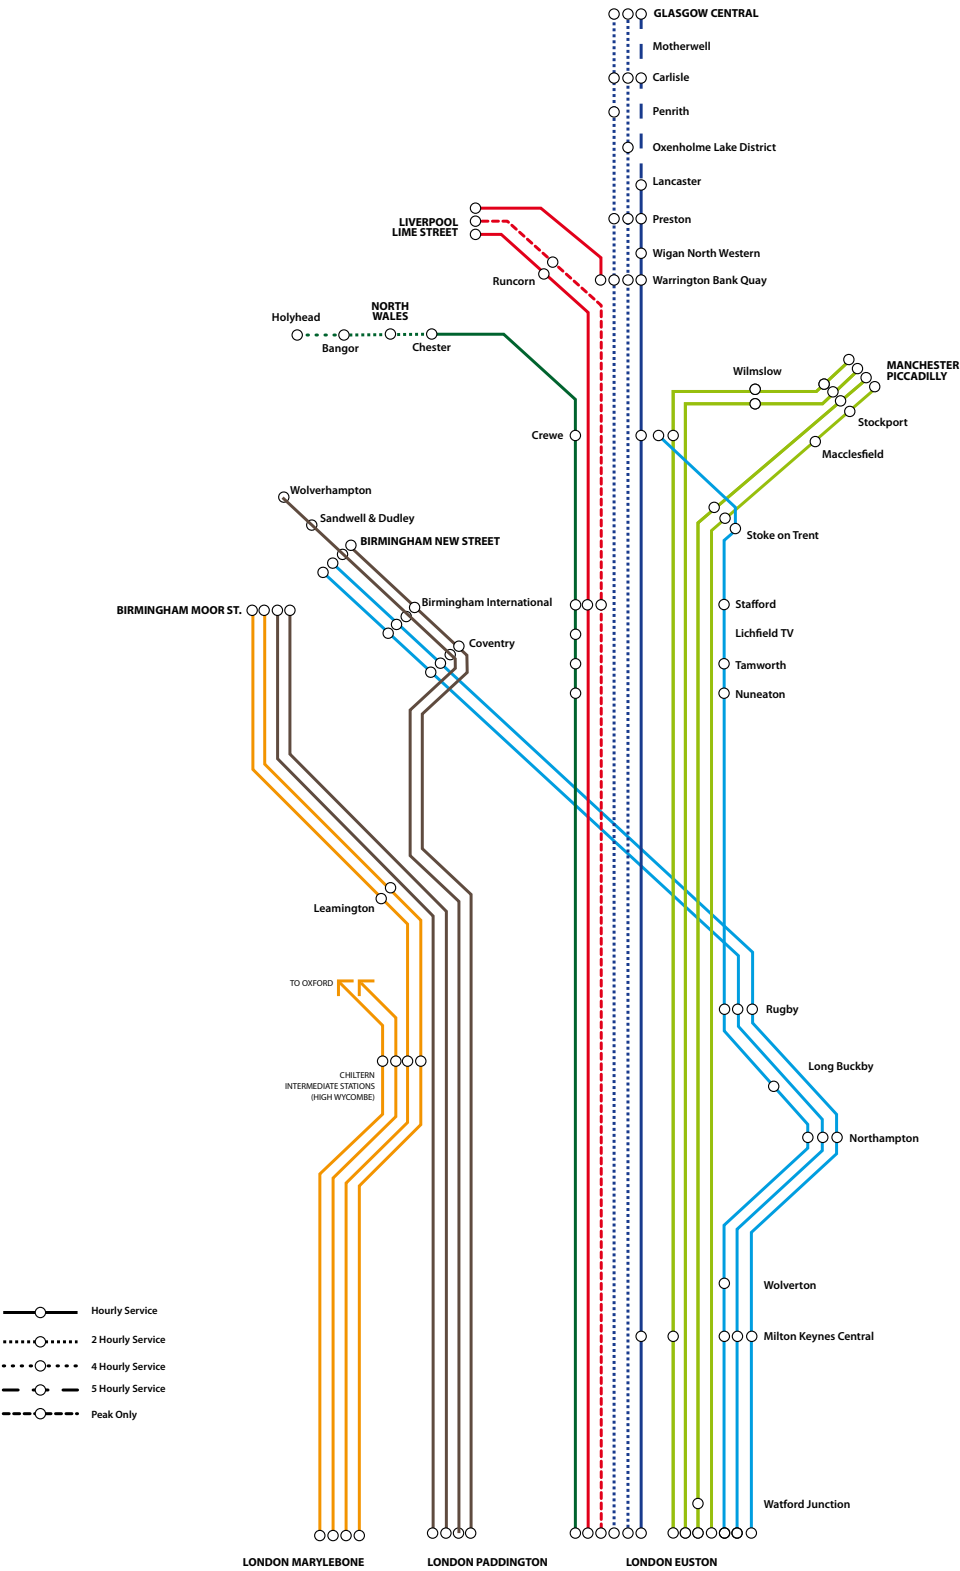 GLASGOW CENTRAL
Motherwell
Carlisle
Penrith
Oxenholme Lake District
Lancaster
Preston
LIVERPOOL
LIME STREET
Wigan North Western
Runcorn
Warrington Bank Quay
NORTH
WALES
Holyhead
Bangor
Chester
MANCHESTER
PICCADILLY
Wilmslow
Stockport
Crewe
Macclesfield
Wolverhampton
Sandwell & Dudley
BIRMINGHAM NEW STREET
Stoke on Trent
BIRMINGHAM MOOR ST.
Birmingham International
Stafford
Lichfield TV
Coventry
Tamworth
Nuneaton
Leamington
TO OXFORD
Rugby
CHILTERN
INTERMEDIATE STATIONS
(HIGH WYCOMBE)
Long Buckby
Northampton
Wolverton
Hourly Service
2 Hourly Service
4 Hourly Service
5 Hourly Service
Peak Only
Milton Keynes Central
Watford Junction
LONDON MARYLEBONE
LONDON PADDINGTON
LONDON EUSTON